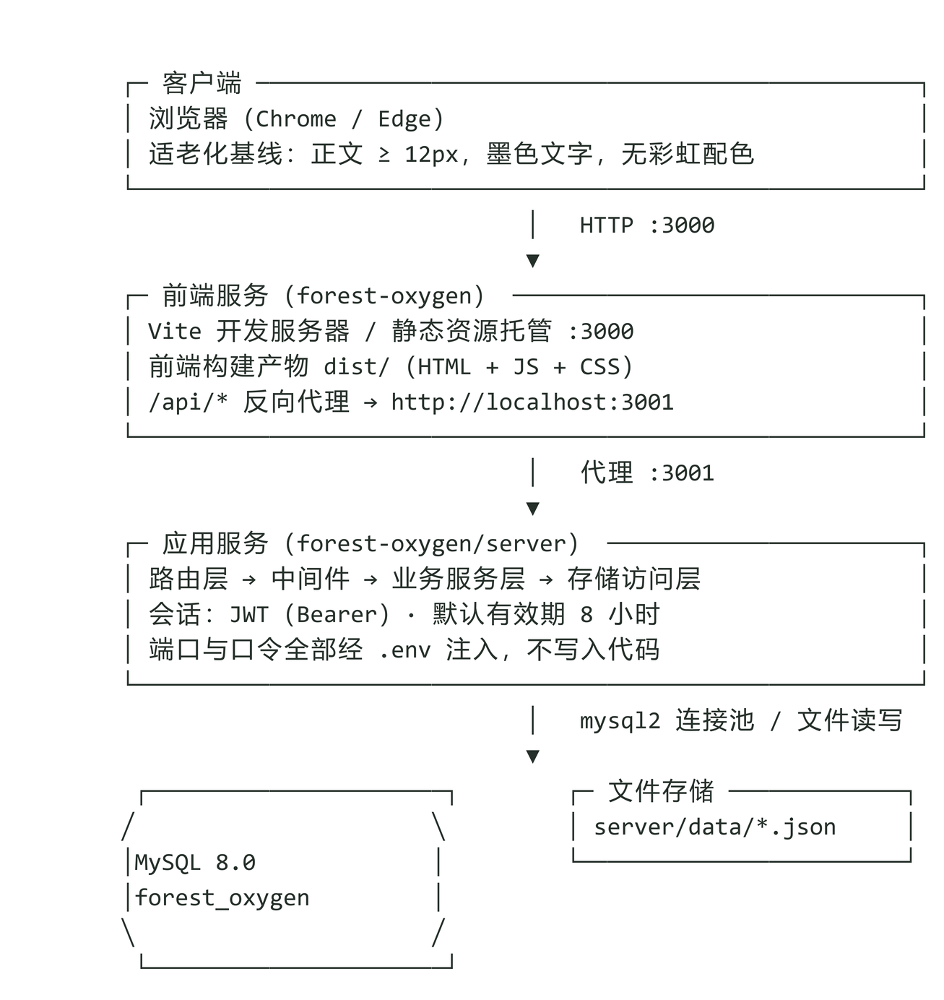 客户端
浏览器 (Chrome / Edge)
适老化基线: 正文 ≥ 12px, 墨色文字, 无彩虹配色
HTTP :3000
前端服务 (forest-oxygen)
Vite 开发服务器 / 静态资源托管 :3000
前端构建产物 dist/ (HTML + JS + CSS)
/api/* 反向代理 → http://localhost:3001
代理 :3001
应用服务 (forest-oxygen/server)
路由层 → 中间件 → 业务服务层 → 存储访问层
会话: JWT (Bearer) · 默认有效期 8 小时
端口与口令全部经 .env 注入, 不写入代码
mysql2 连接池 / 文件读写
MySQL 8.0
forest_oxygen
文件存储
server/data/*.json